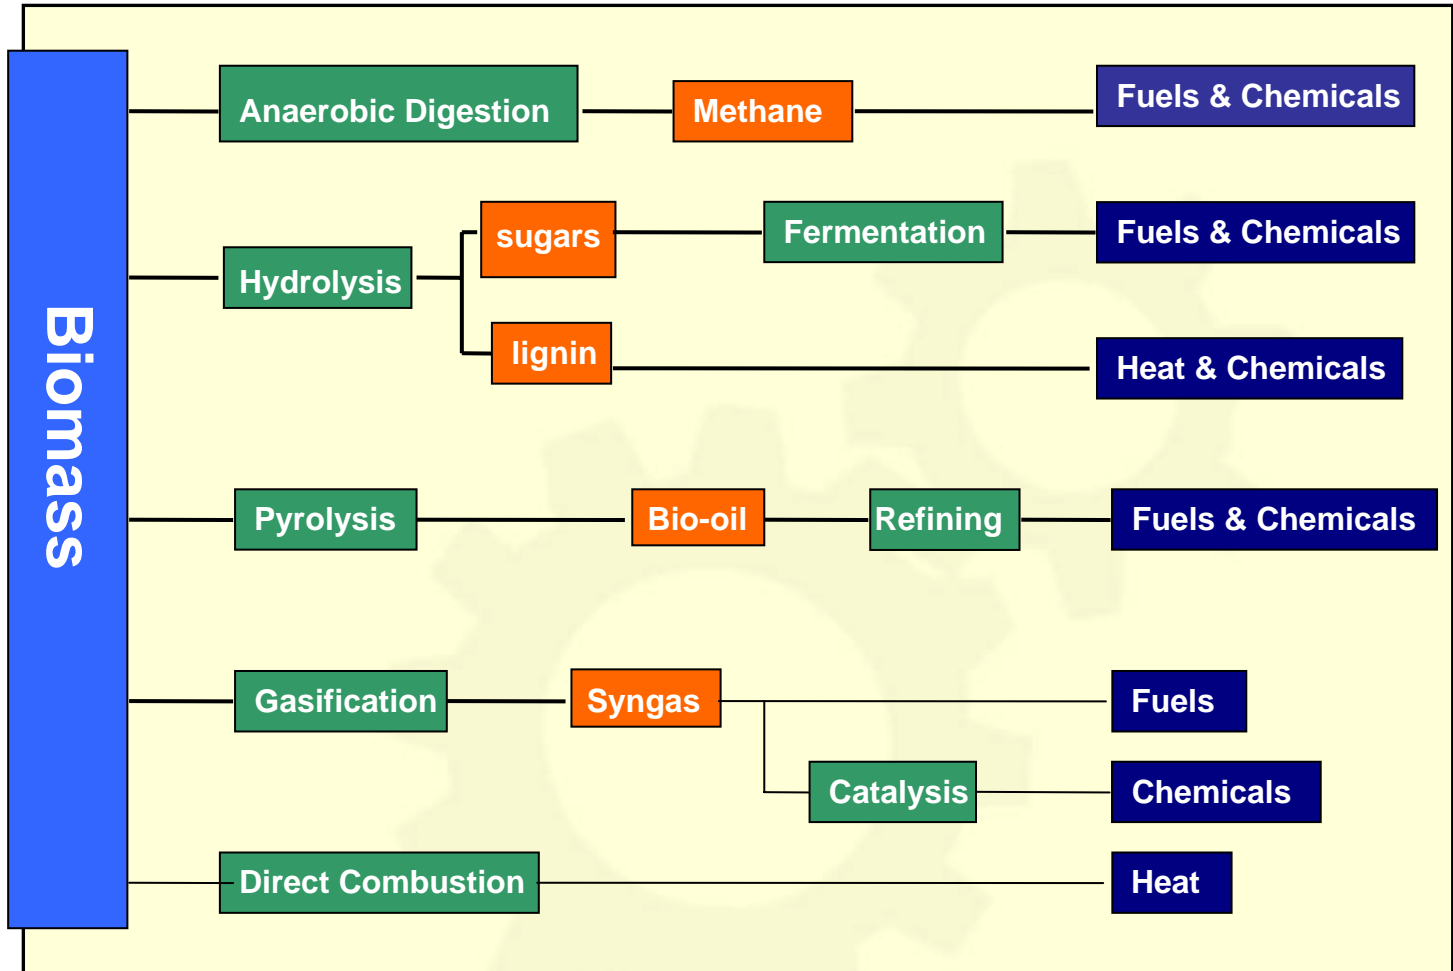 Biomass
Anaerobic Digestion
Methane
Fuels & Chemicals
Hydrolysis
sugars
Fermentation
Fuels & Chemicals
lignin
Heat & Chemicals
Pyrolysis
Bio-oil
Refining
Fuels & Chemicals
Gasification
Syngas
Fuels
Catalysis
Chemicals
Direct Combustion
Heat